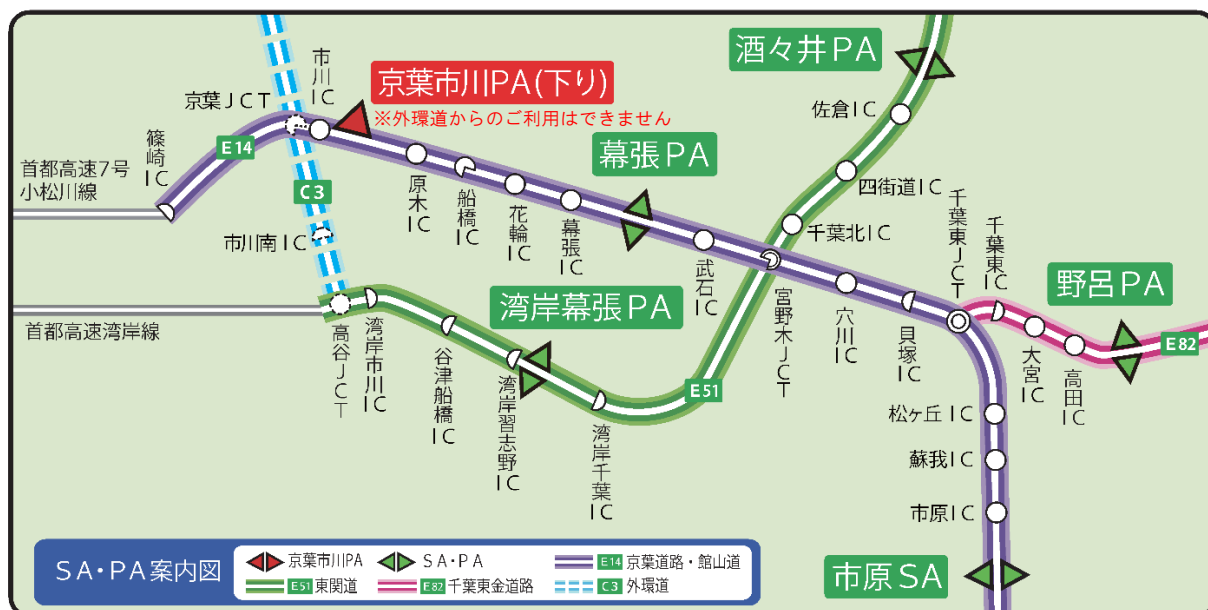 酒々井PA
佐倉IC
四街道IC
千葉北IC
市川IC
京葉JCT
京葉市川PA(下り)
※外環道からのご利用はできません
篠崎IC
E14
首都高速7号
小松川線
C3
市川南IC
原木IC
船橋IC
花輪IC
幕張IC
幕張PA
武石IC
宮野木JCT
穴川IC
貝塚IC
千葉東JCT
千葉東IC
大宮IC
高田IC
野呂PA
E82
首都高速湾岸線
高谷JCT
湾岸市川IC
谷津船橋IC
湾岸習志野IC
湾岸幕張PA
湾岸千葉IC
E51
松ヶ丘IC
蘇我IC
市原IC
市原SA
SA・PA案内図
京葉市川PA
SA・PA
E14 京葉道路・館山道
E51 東関道
E82 千葉東金道路
C3 外環道